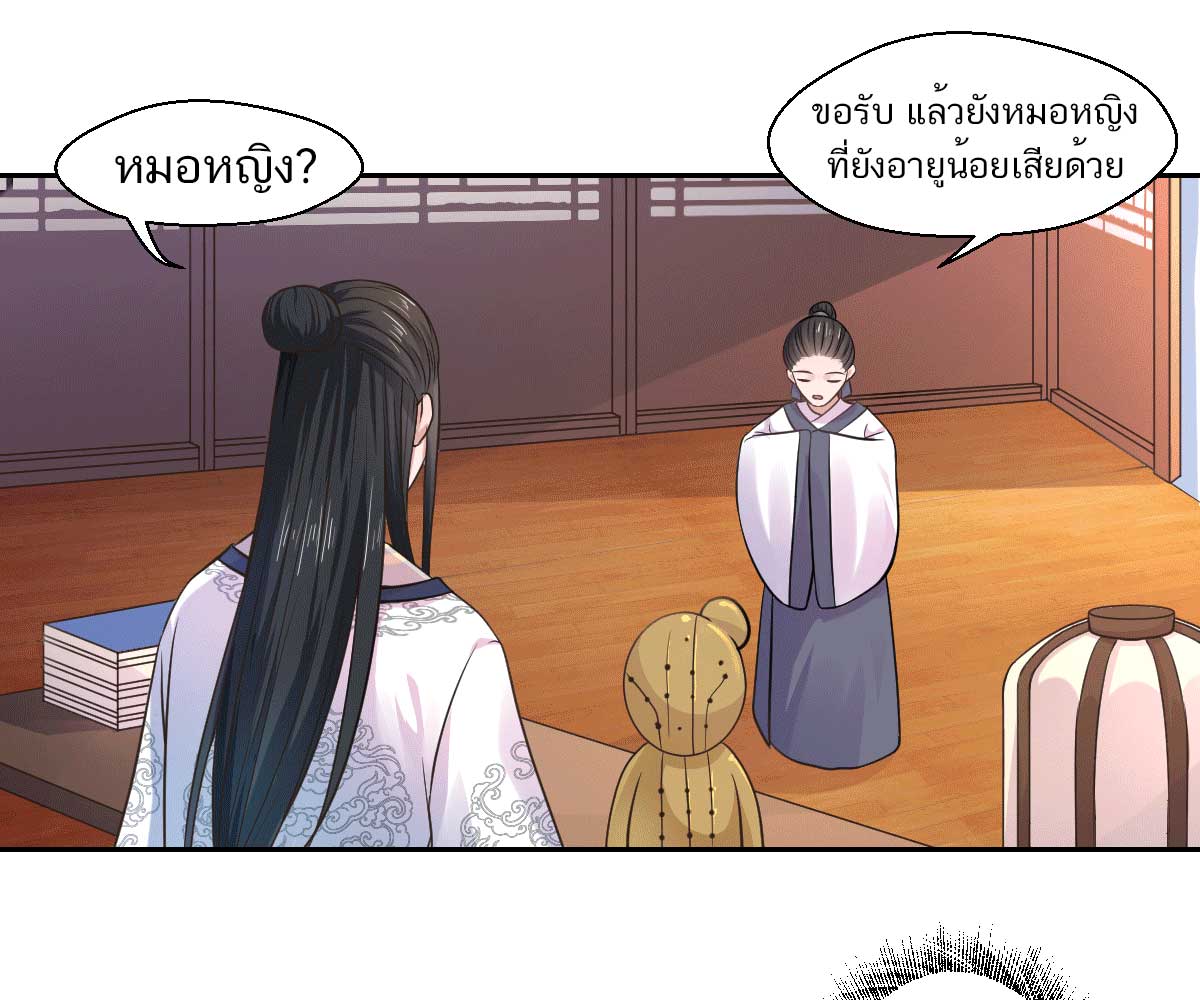 หมอหญิง?
ขอรับ แล้วยังหมอหญิง
ที่ยังอายูน้อยเสียด้วย